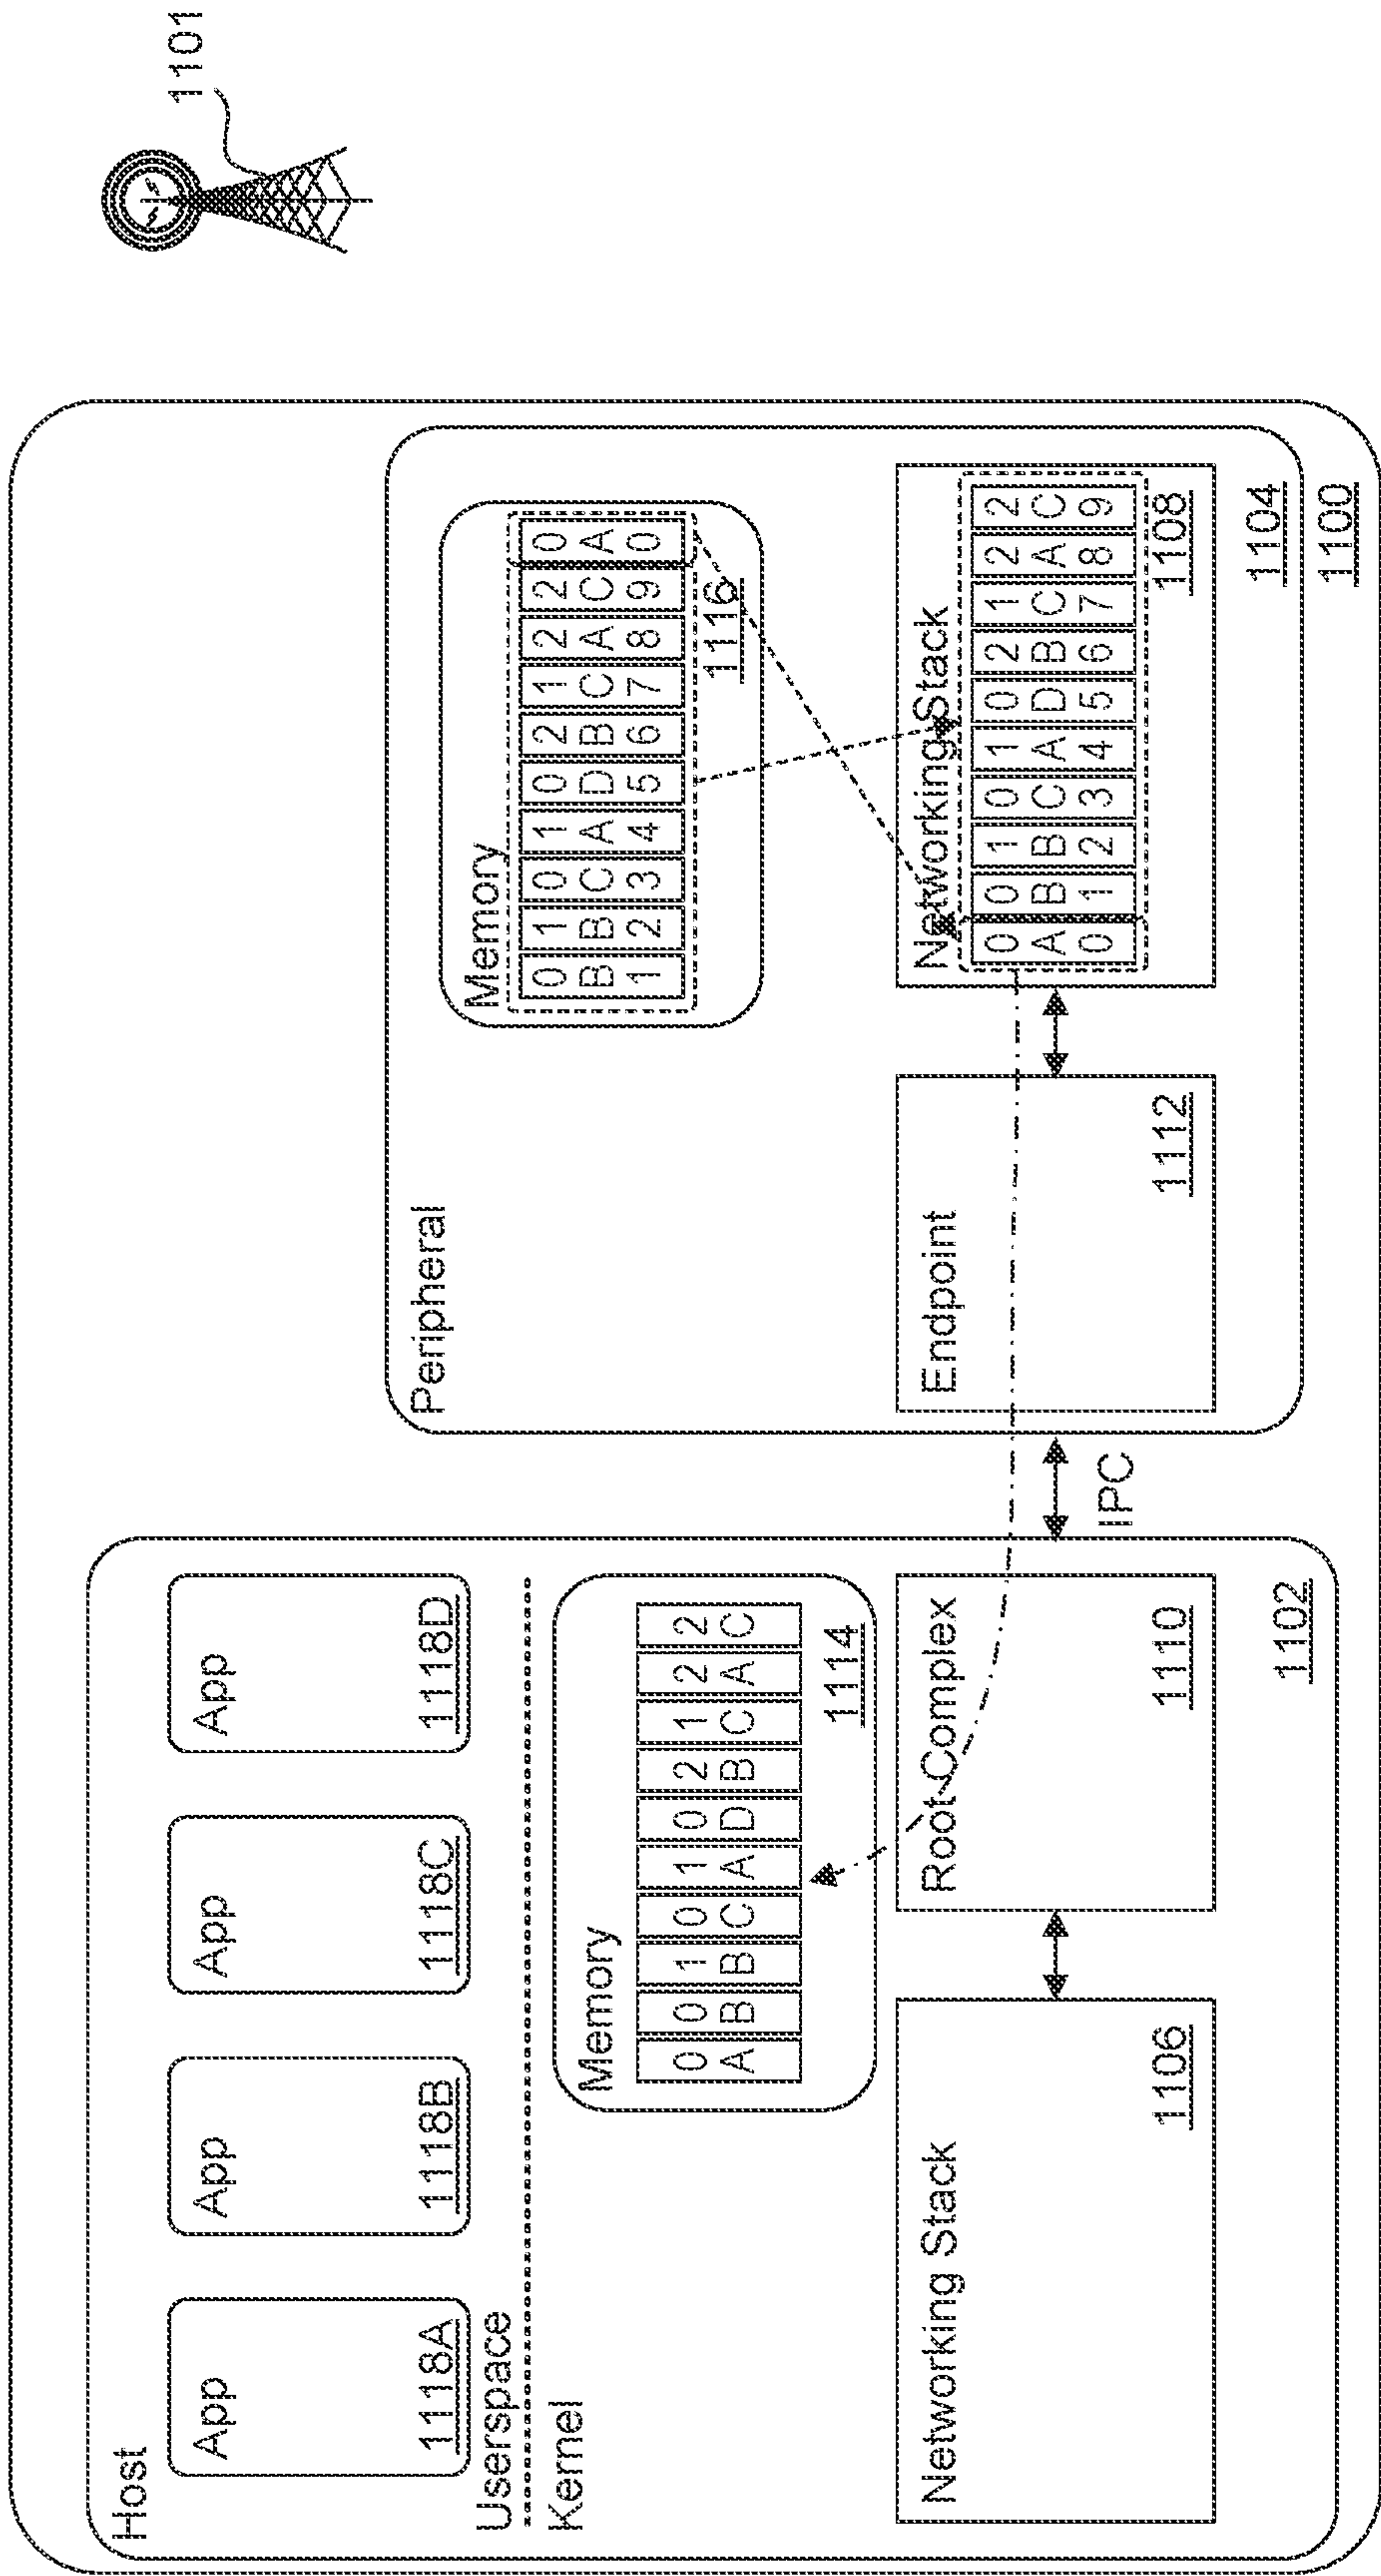 1101
Host
App
1118A
App
1118B
App
1118C
App
1118D
Userspace
Kernel
Memory
0 0 1 0 1 0 2 1 2 2
A B B C A D B C A C
1114
Networking Stack
1106
Root Complex
1110
1102
IPC
Peripheral
Memory
0 1 0 1 0 2 1 2 2 0
B B C A D B C A C A
1 2 3 4 5 6 7 8 9 0
1116
Endpoint
1112
Networking Stack
0 0 1 0 1 0 2 1 2 2
A B B C A D B C A C
0 1 2 3 4 5 6 7 8 9
1108
1104
1100